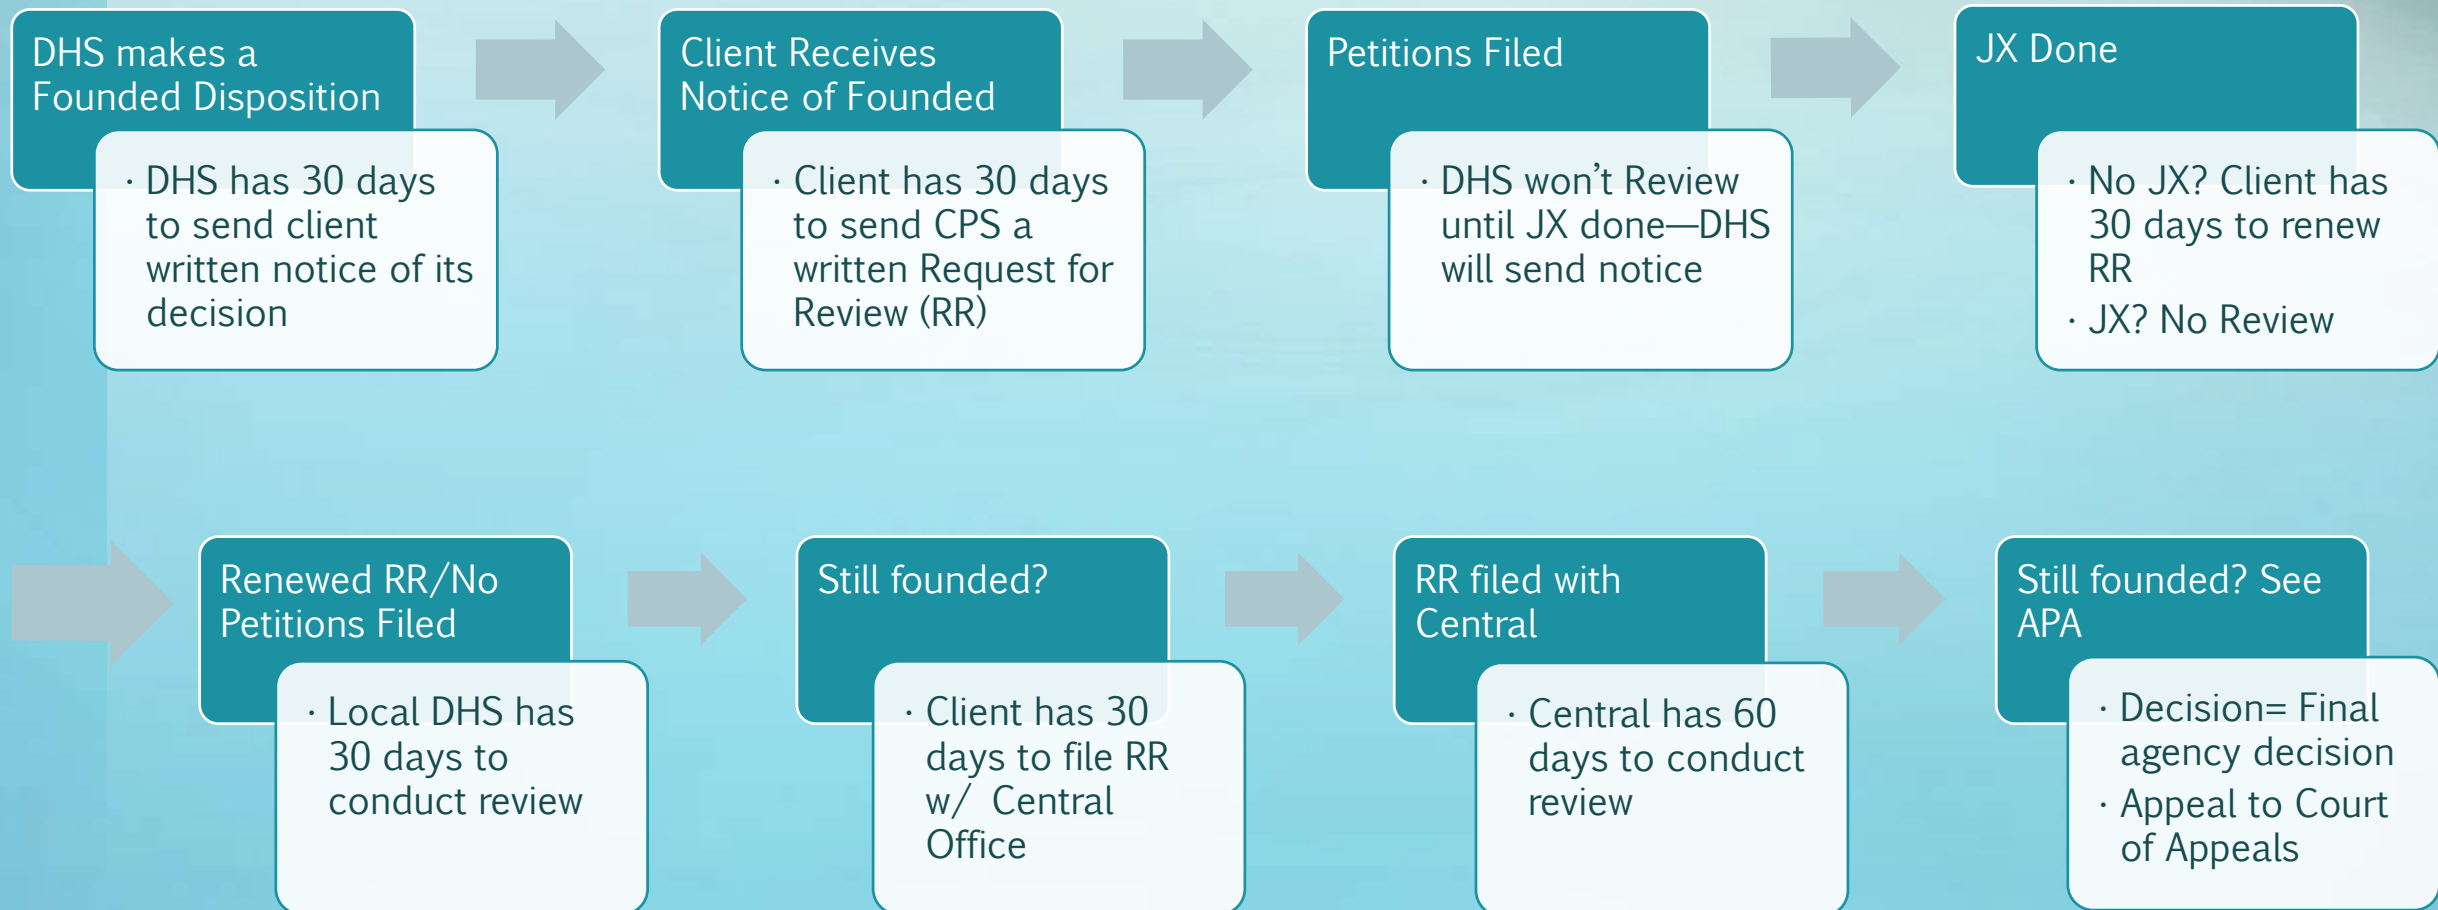 DHS makes a
Founded Disposition
· DHS has 30 days
to send client
written notice of its
decision
Client Receives
Notice of Founded
· Client has 30 days
to send CPS a
written Request for
Review (RR)
Petitions Filed
· DHS won’t Review
until JX done—DHS
will send notice
JX Done
· No JX? Client has
30 days to renew
RR
· JX? No Review
Renewed RR/No
Petitions Filed
· Local DHS has
30 days to
conduct review
Still founded?
· Client has 30
days to file RR
w/ Central
Office
RR filed with
Central
· Central has 60
days to conduct
review
Still founded? See
APA
· Decision= Final
agency decision
· Appeal to Court
of Appeals